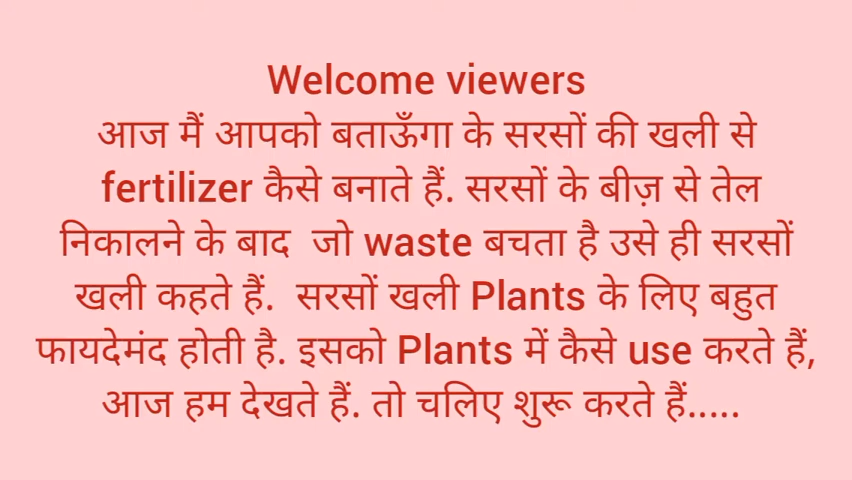 Welcome viewers
आज मैं आपको बताऊँगा के सरसों की खली से
fertilizer कैसे बनाते हैं. सरसों के बीज़ से तेल
निकालने के बाद जो waste बचता है उसे ही सरसों
खली कहते हैं. सरसों खली Plants के लिए बहुत
फायदेमंद होती है. इसको Plants में कैसे use करते हैं,
आज हम देखते हैं. तो चलिए शुरू करते हैं.....